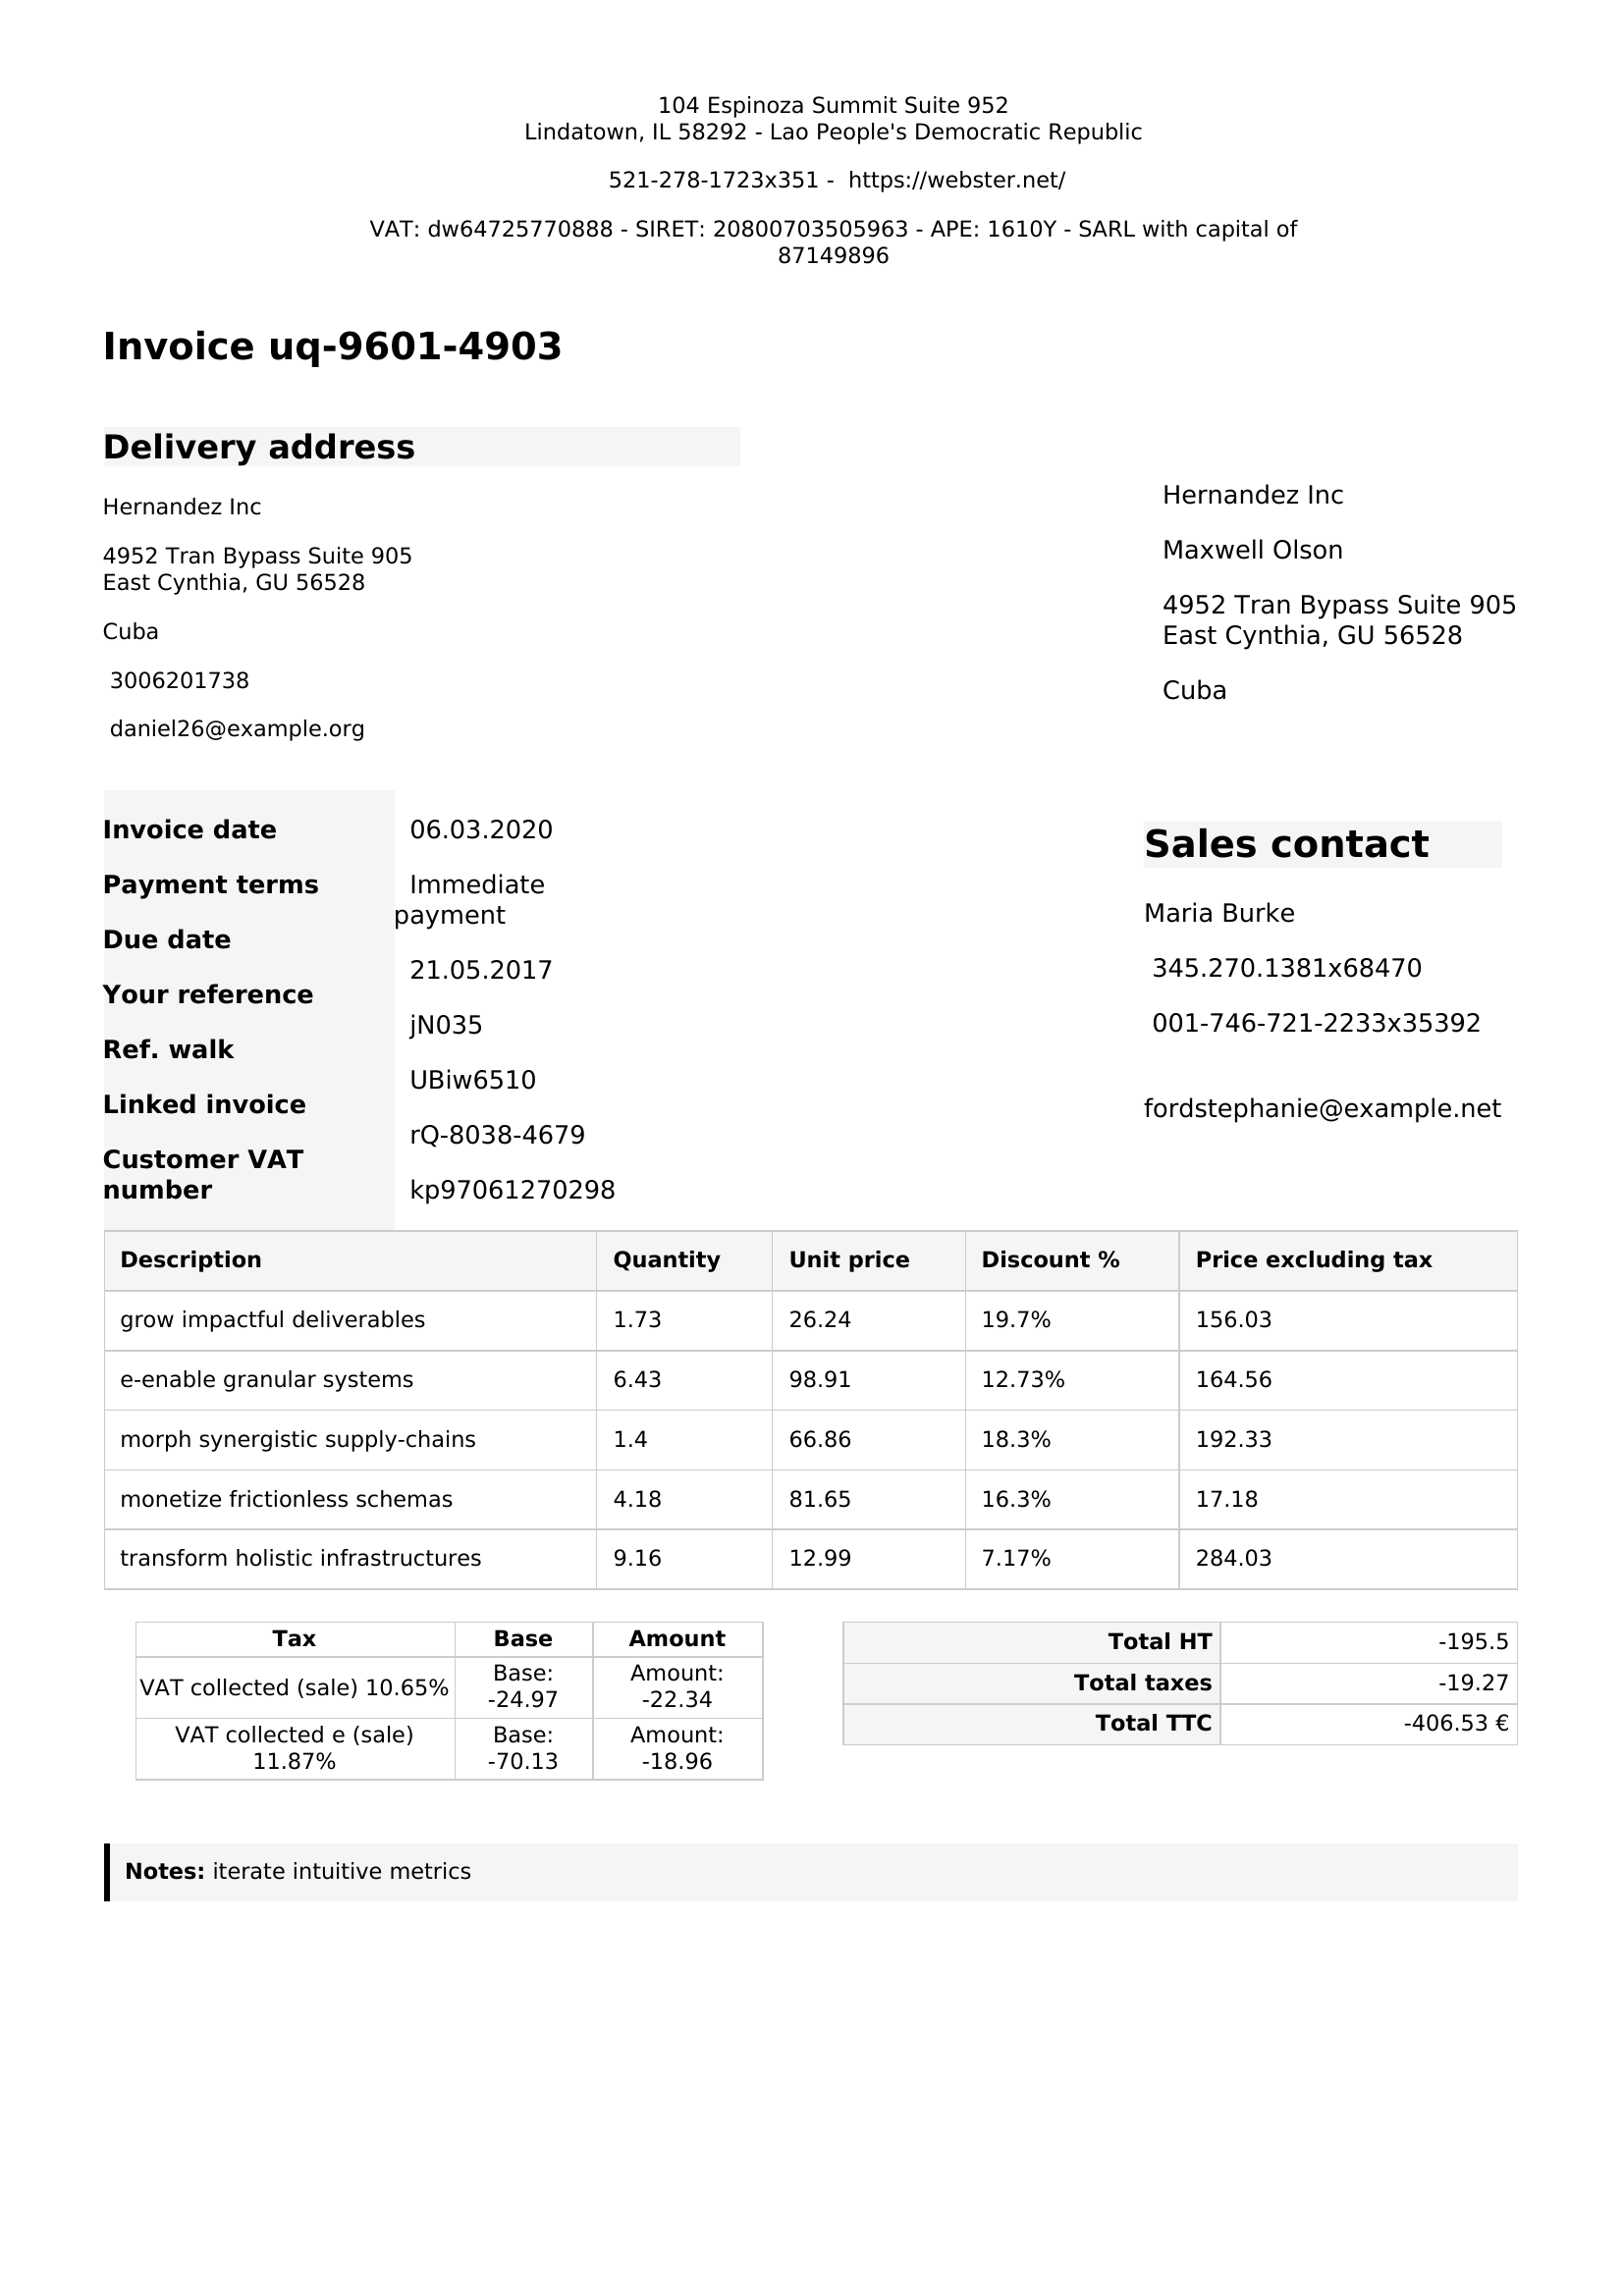 104 Espinoza Summit Suite 952
Lindatown, IL 58292 - Lao People's Democratic Republic
521-278-1723x351 - https://webster.net/
VAT: dw64725770888 - SIRET: 20800703505963 - APE: 1610Y - SARL with capital of
87149896
Invoice uq-9601-4903
Delivery address
Hernandez Inc
4952 Tran Bypass Suite 905
East Cynthia, GU 56528
Cuba
3006201738
daniel26@example.org
Hernandez Inc
Maxwell Olson
4952 Tran Bypass Suite 905
East Cynthia, GU 56528
Cuba
Invoice date
Payment terms
Due date
Your reference
Ref. walk
Linked invoice
Customer VAT
number
06.03.2020
Immediate
payment
21.05.2017
jN035
UBiw6510
rQ-8038-4679
kp97061270298
Sales contact
Maria Burke
345.270.1381x68470
001-746-721-2233x35392
fordstephanie@example.net
Description Quantity Unit price Discount % Price excluding tax
grow impactful deliverables 1.73 26.24 19.7% 156.03
e-enable granular systems 6.43 98.91 12.73% 164.56
morph synergistic supply-chains 1.4 66.86 18.3% 192.33
monetize frictionless schemas 4.18 81.65 16.3% 17.18
transform holistic infrastructures 9.16 12.99 7.17% 284.03
Tax Base Amount
VAT collected (sale) 10.65% Base: -24.97 Amount: -22.34
VAT collected e (sale) 11.87% Base: -70.13 Amount: -18.96
Total HT -195.5
Total taxes -19.27
Total TTC -406.53 €
Notes: iterate intuitive metrics